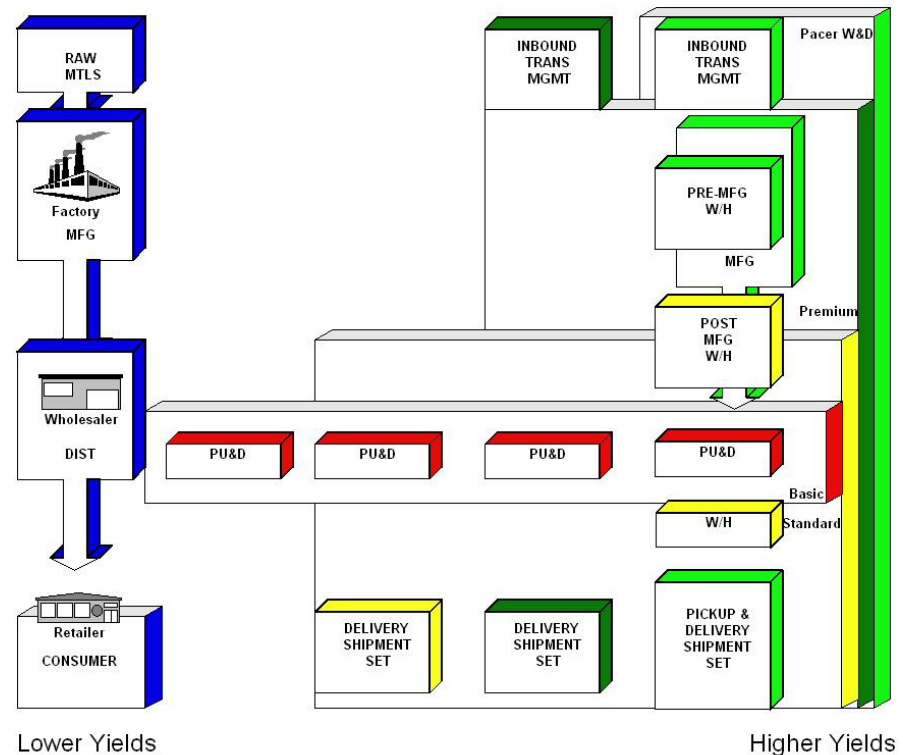 RAW
MTLS
Factory
MFG
Wholesaler
DIST
Retailer
CONSUMER
Pacer W&D
INBOUND
TRANS
MGMT
INBOUND
TRANS
MGMT
PRE-MFG
W/H
MFG
Premium
POST
MFG
W/H
PU&D
PU&D
PU&D
PU&D
Basic
W/H
Standard
DELIVERY
SHIPMENT
SET
DELIVERY
SHIPMENT
SET
PICKUP &
DELIVERY
SHIPMENT
SET
Lower Yields
Higher Yields